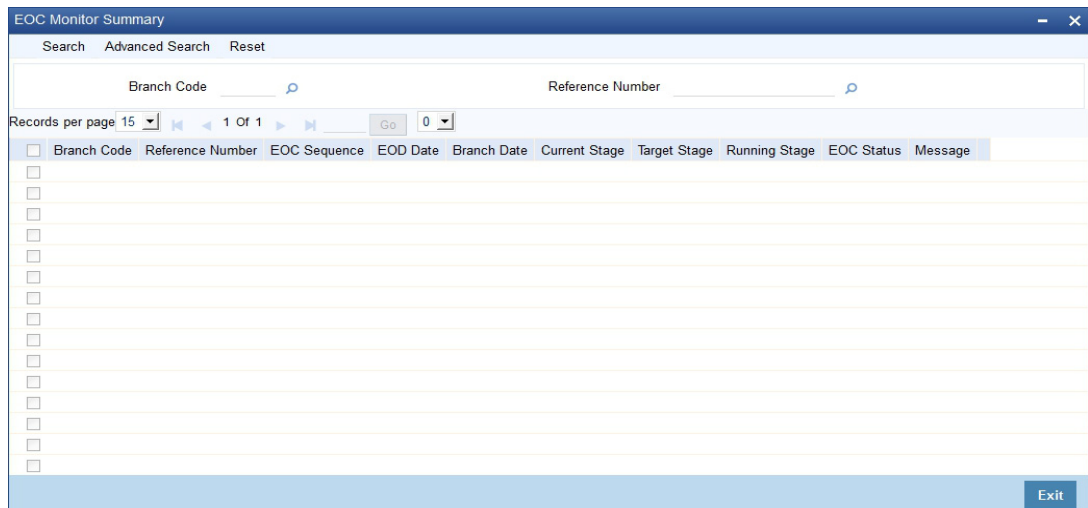 EOC Monitor Summary
Search Advanced Search Reset
Branch Code Reference Number
Records per page 15 1 Of 1 Go 0
Branch Code Reference Number EOC Sequence EOD Date Branch Date Current Stage Target Stage Running Stage EOC Status Message
Exit